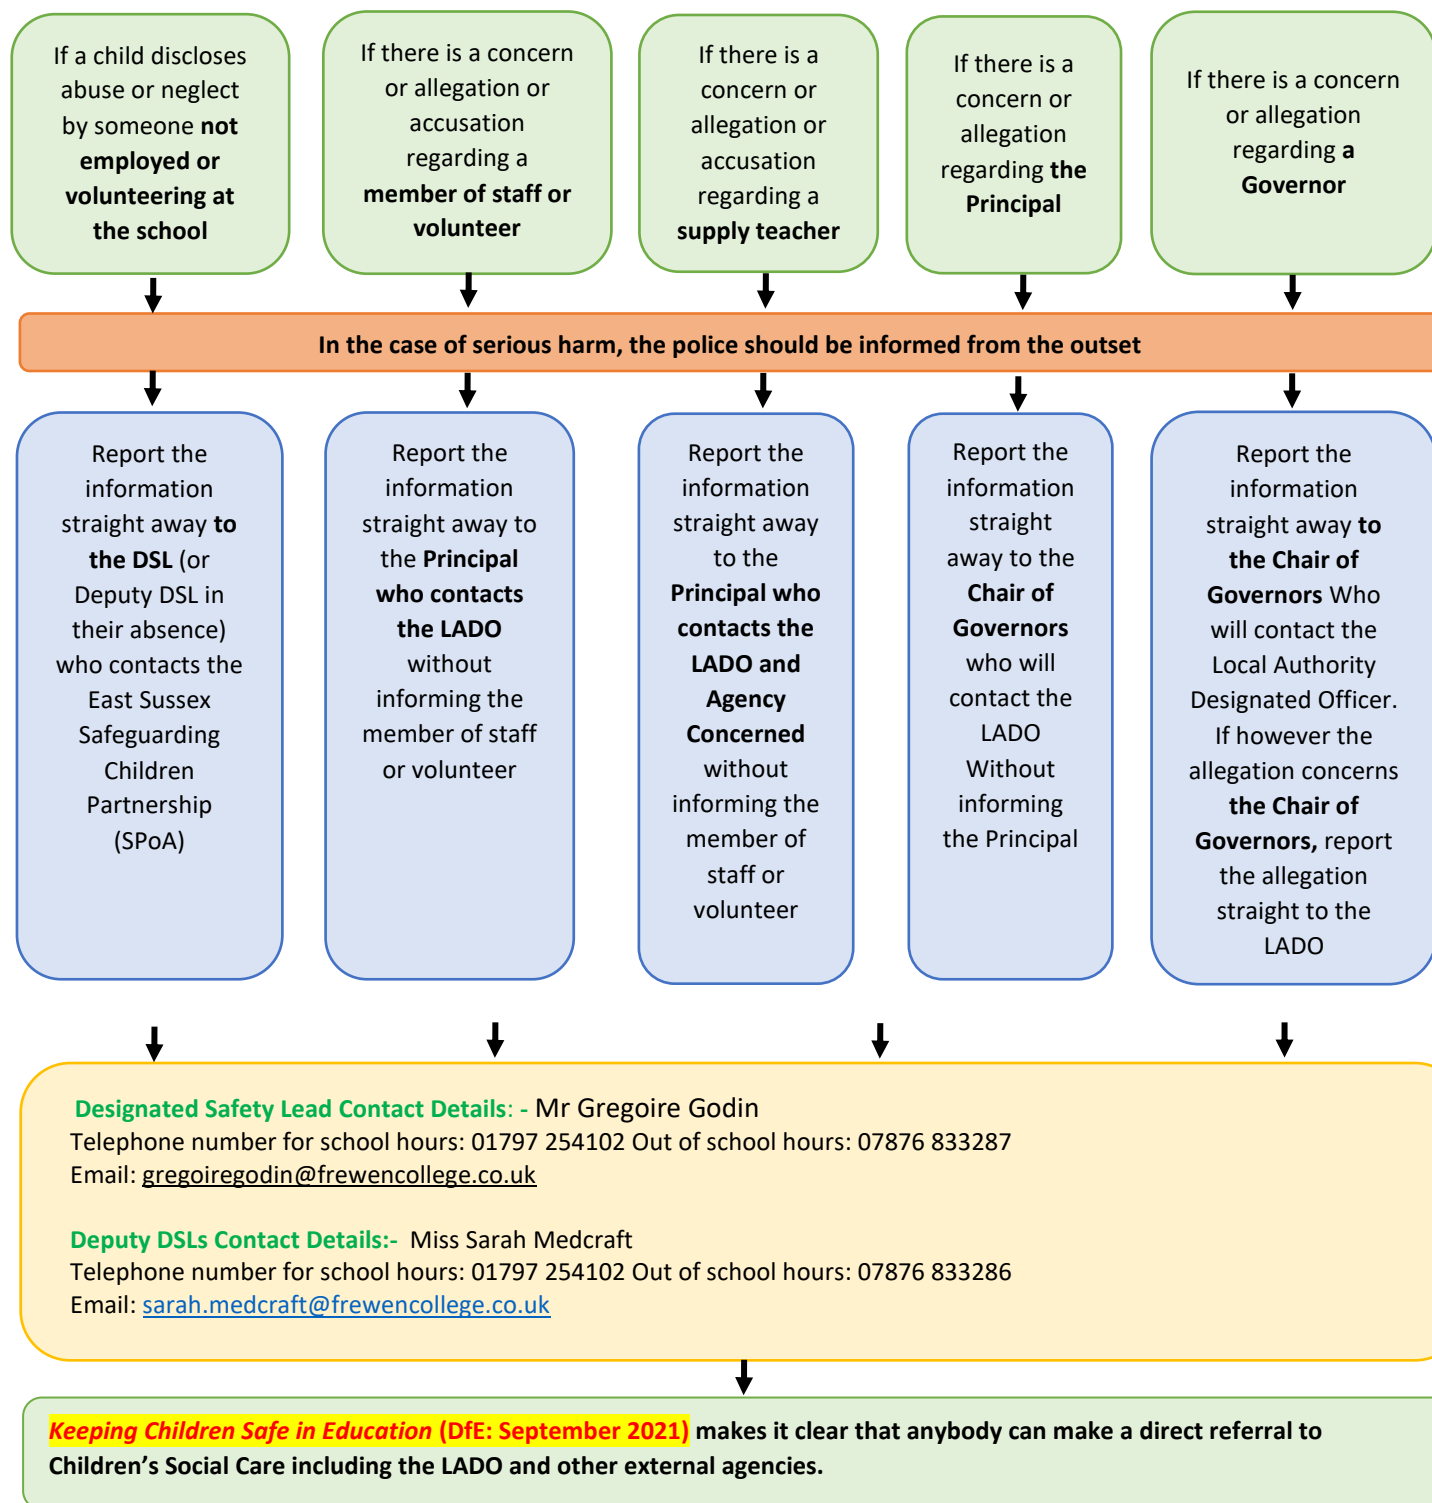 If a child discloses
abuse or neglect
by someone not
employed or
volunteering at
the school
If there is a concern
or allegation or
accusation
regarding a
member of staff or
volunteer
If there is a
concern or
allegation or
accusation
regarding a
supply teacher
If there is a
concern or
allegation
regarding the
Principal
If there is a concern
or allegation
regarding a
Governor
In the case of serious harm, the police should be informed from the outset
Report the
information
straight away to
the DSL (or
Deputy DSL in
their absence)
who contacts the
East Sussex
Safeguarding
Children
Partnership
(SPoA)
Report the
information
straight away to
the Principal
who contacts
the LADO
without
informing the
member of staff
or volunteer
Report the
information
straight away
to the
Principal who
contacts the
LADO and
Agency
Concerned
without
informing the
member of
staff or
volunteer
Report the
information
straight
away to the
Chair of
Governors
who will
contact the
LADO
Without
informing
the Principal
Report the
information
straight away to
the Chair of
Governors Who
will contact the
Local Authority
Designated Officer.
If however the
allegation concerns
the Chair of
Governors, report
the allegation
straight to the
LADO
Designated Safety Lead Contact Details: - Mr Gregoire Godin
Telephone number for school hours: 01797 254102 Out of school hours: 07876 833287
Email: gregoiregodin@frewencollege.co.uk
Deputy DSLs Contact Details:- Miss Sarah Medcraft
Telephone number for school hours: 01797 254102 Out of school hours: 07876 833286
Email: sarah.medcraft@frewencollege.co.uk
Keeping Children Safe in Education (DfE: September 2021) makes it clear that anybody can make a direct referral to
Children's Social Care including the LADO and other external agencies.